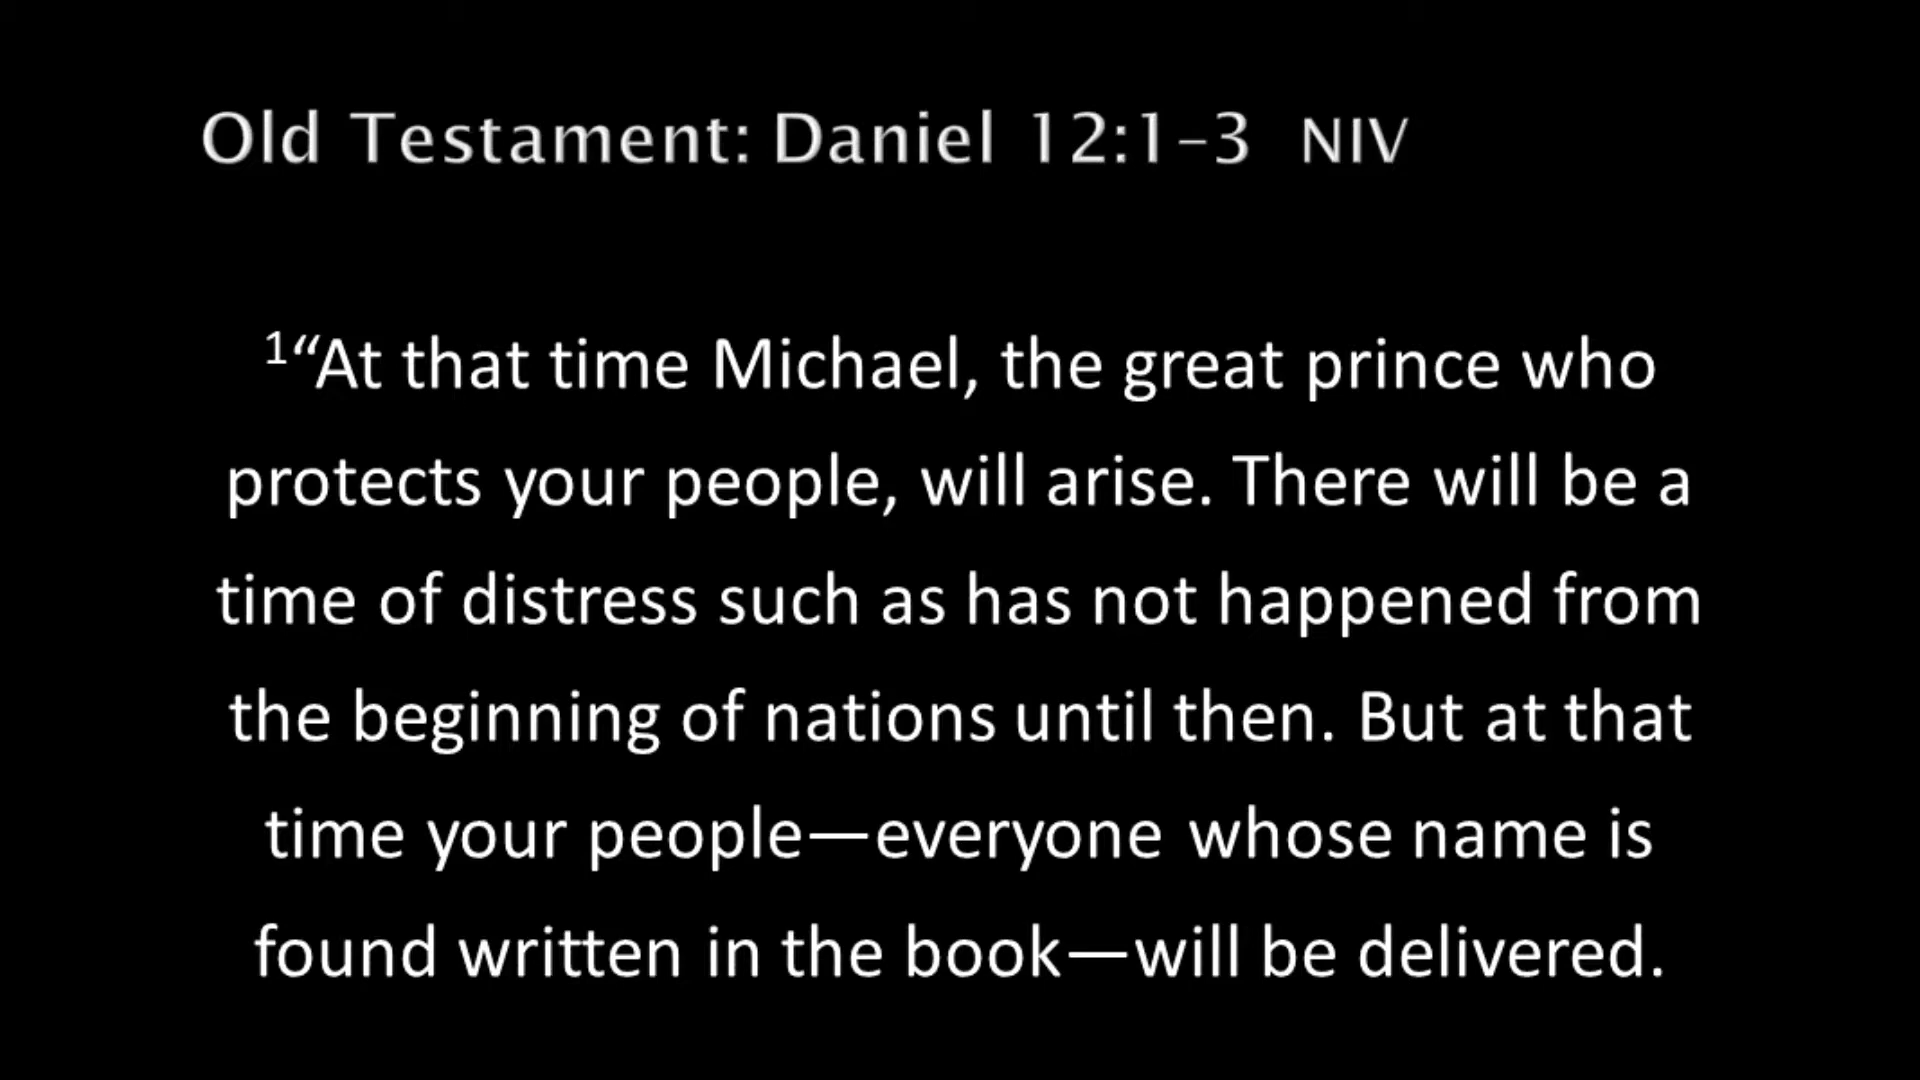 Old Testament: Daniel 12:1–3 NIV
¹“At that time Michael, the great prince who
protects your people, will arise. There will be a
time of distress such as has not happened from
the beginning of nations until then. But at that
time your people—everyone whose name is
found written in the book—will be delivered.